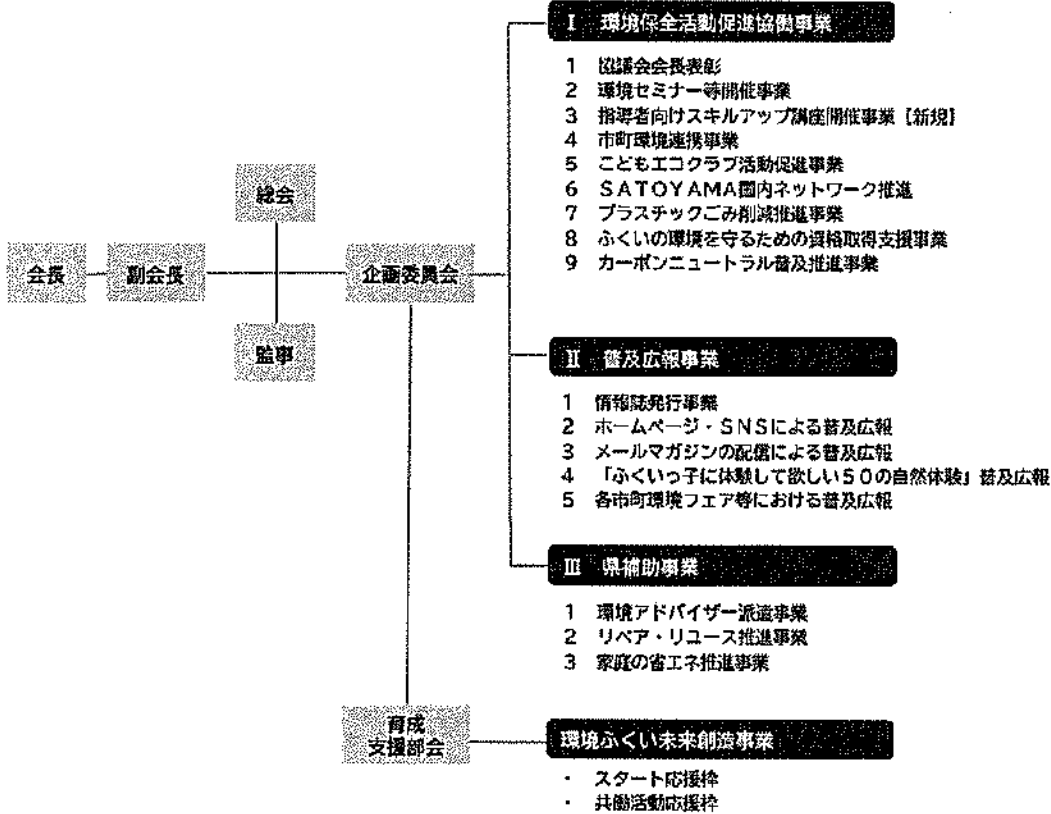 総会
会長
副会長
企画委員会
監事
育成
支援部会
Ⅰ 環境保全活動促進協働事業
1 協議会会長表彰
2 環境セミナー等開催事業
3 指導者向けスキルアップ講座開催事業【新規】
4 市町環境連携事業
5 こどもエコクラブ活動促進事業
6 SATOYAMA国内ネットワーク推進
7 プラスチックごみ削減推進事業
8 ふくいの環境を守るための資格取得支援事業
9 カーボンニュートラル普及推進事業
Ⅱ 普及広報事業
1 情報誌発行事業
2 ホームページ・SNSによる普及広報
3 メールマガジンの配信による普及広報
4 「ふくいっ子に体験して欲しい50の自然体験」普及広報
5 各市町環境フェア等における普及広報
Ⅲ 県補助事業
1 環境アドバイザー派遣事業
2 リペア・リユース推進事業
3 家庭の省エネ推進事業
環境ふくい未来創造事業
・ スタート応援枠
・ 共働活動応援枠